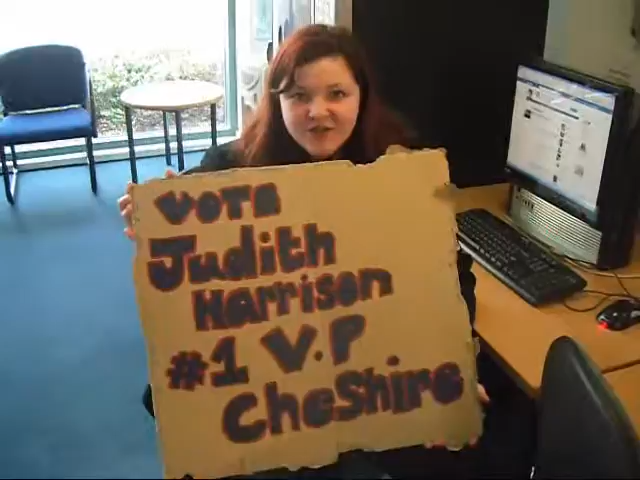 VOTE
Judith
Harrison
#1 V.P
Cheshire